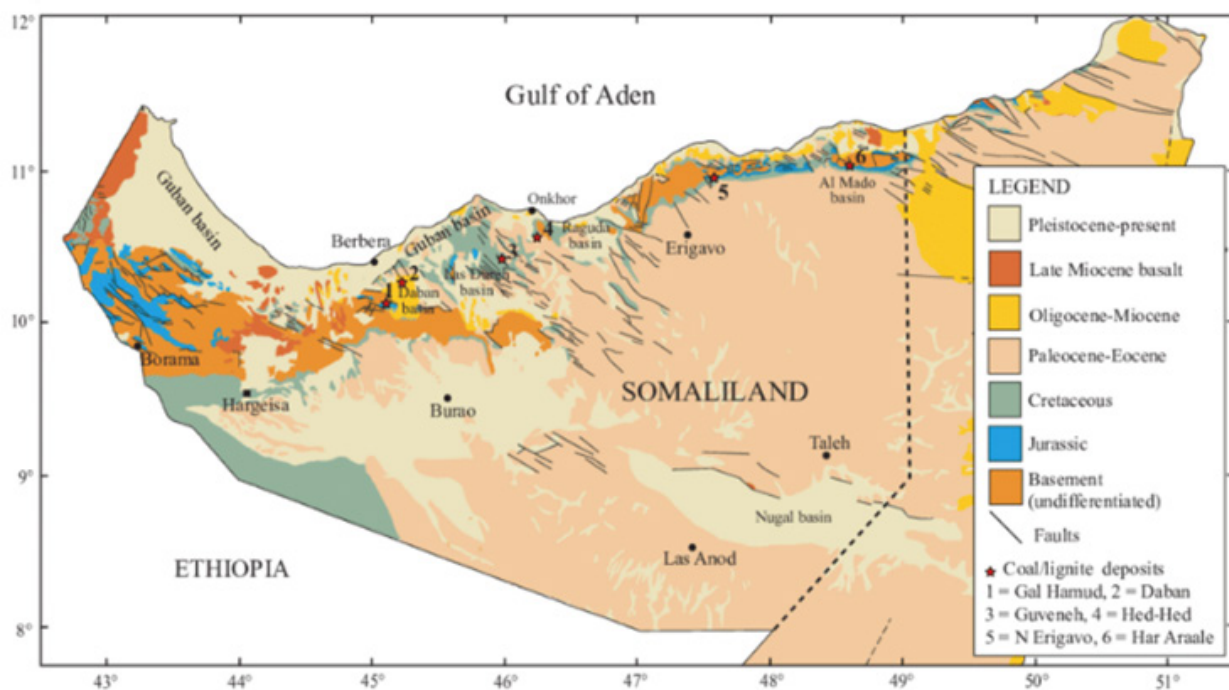 12°
11°
10°
9°
8°
Gulf of Aden
Guban basin
Berbera
Guban basin
Onkhor
Raguda
basin
Las Dureh
basin
Daban
basin
1
2
3
4
5
6
Al Mado
basin
Erigavo
Borama
Hargeisa
Burao
SOMALILAND
Taleh
Nugal basin
Las Anod
ETHIOPIA
LEGEND
Pleistocene-present
Late Miocene basalt
Oligocene-Miocene
Paleocene-Eocene
Cretaceous
Jurassic
Basement
(undifferentiated)
Faults
Coal/lignite deposits
1 = Gal Hamud, 2 = Daban
3 = Guveneh, 4 = Hed-Hed
5 = N Erigavo, 6 = Har Araale
43°
44°
45°
46°
47°
48°
49°
50°
51°